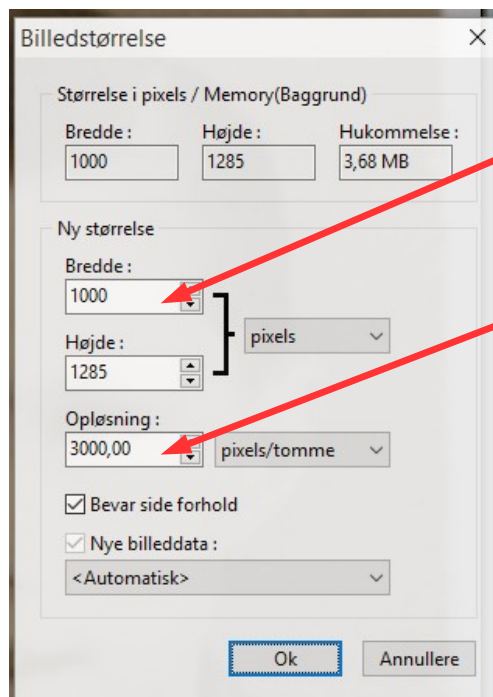 Billedstørrelse
Størrelse i pixels / Memory(Baggrund)
Bredde : Højde : Hukommelse :
1000 1285 3,68 MB
Ny størrelse
Bredde :
1000
pixels
Højde :
1285
Opløsning :
3000,00 pixels/tomme
Bevar side forhold
Nye billeddata :
<Automatisk>
Ok Annullere